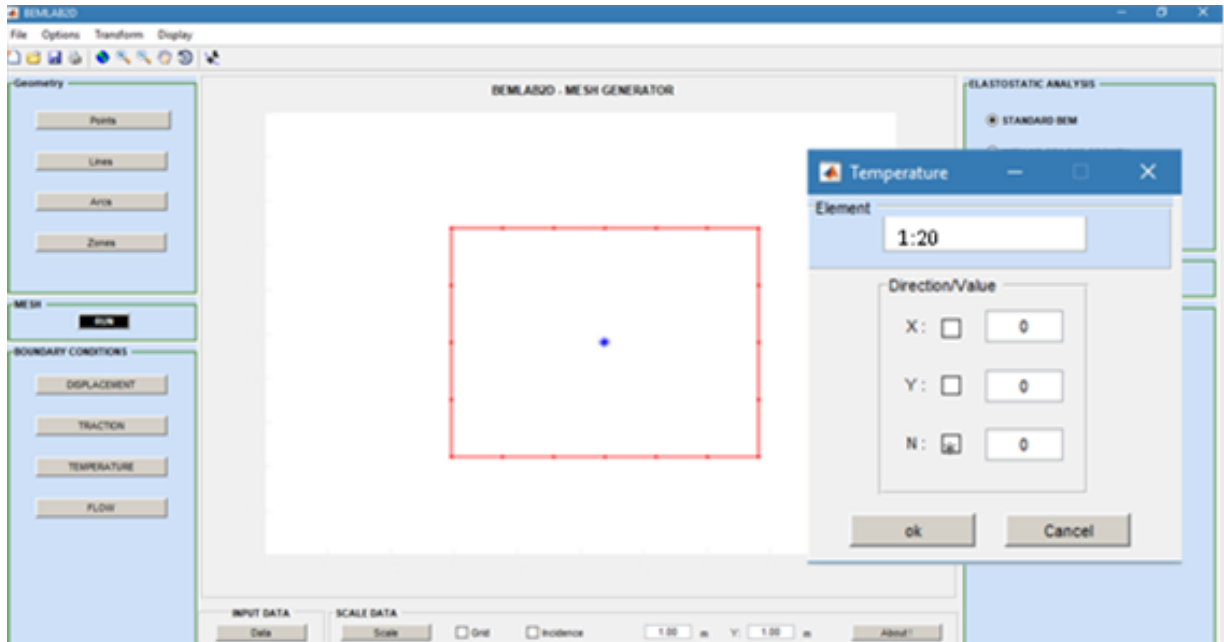 BEMLAB2D
File Options Transform Display
Geometry
Points
Lines
Arcs
Zones
MESH
RUN
BOUNDARY CONDITIONS
DISPLACEMENT
TRACTION
TEMPERATURE
FLOW
BEMLAB2D - MESH GENERATOR
ELASTOSTATIC ANALYSIS
STANDARD BEM
Temperature
Element
1:20
Direction/Value
X: 0
Y: 0
N: 0
ok Cancel
INPUT DATA
Data
SCALE DATA
Scale Grid Incidence 1.00 m Y: 1.00 m About !